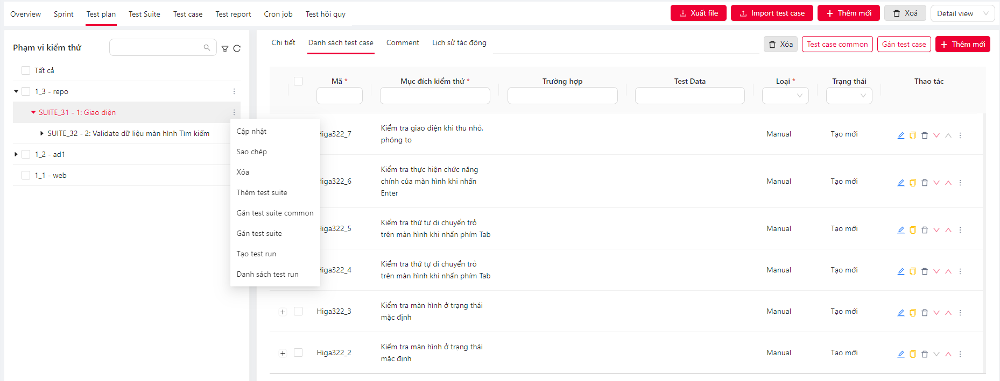 Overview Sprint Test plan Test Suite Test case Test report Cron job Test hồi quy Xuất file Import test case Thêm mới Xoá Detail view
Phạm vi kiểm thử
Tất cả
1_3 - repo
SUITE_31 - 1: Giao diện
SUITE_32 - 2: Validate dữ liệu màn hình Tìm kiếm
1_2 - ad1
1_1 - web
Cập nhật
Sao chép
Xóa
Thêm test suite
Gán test suite common
Gán test suite
Tạo test run
Danh sách test run
Chi tiết Danh sách test case Comment Lịch sử tác động Xóa Test case common Gán test case Thêm mới
Mã * Mục đích kiểm thử * Trường hợp Test Data Loại * Trạng thái Thao tác
Higa322_7 Kiểm tra giao diện khi thu nhỏ, Manual Tạo mới
phóng to
Higa322_6 Kiểm tra thực hiện chức năng Manual Tạo mới
chính của màn hình khi nhấn
Enter
Higa322_5 Kiểm tra thứ tự di chuyển trỏ Manual Tạo mới
trên màn hình khi nhấn phím Tab
Higa322_4 Kiểm tra thứ tự di chuyển trỏ Manual Tạo mới
trên màn hình khi nhấn phím Tab
Higa322_3 Kiểm tra màn hình ở trạng thái Manual Tạo mới
mặc định
Higa322_2 Kiểm tra màn hình ở trạng thái Manual Tạo mới
mặc định